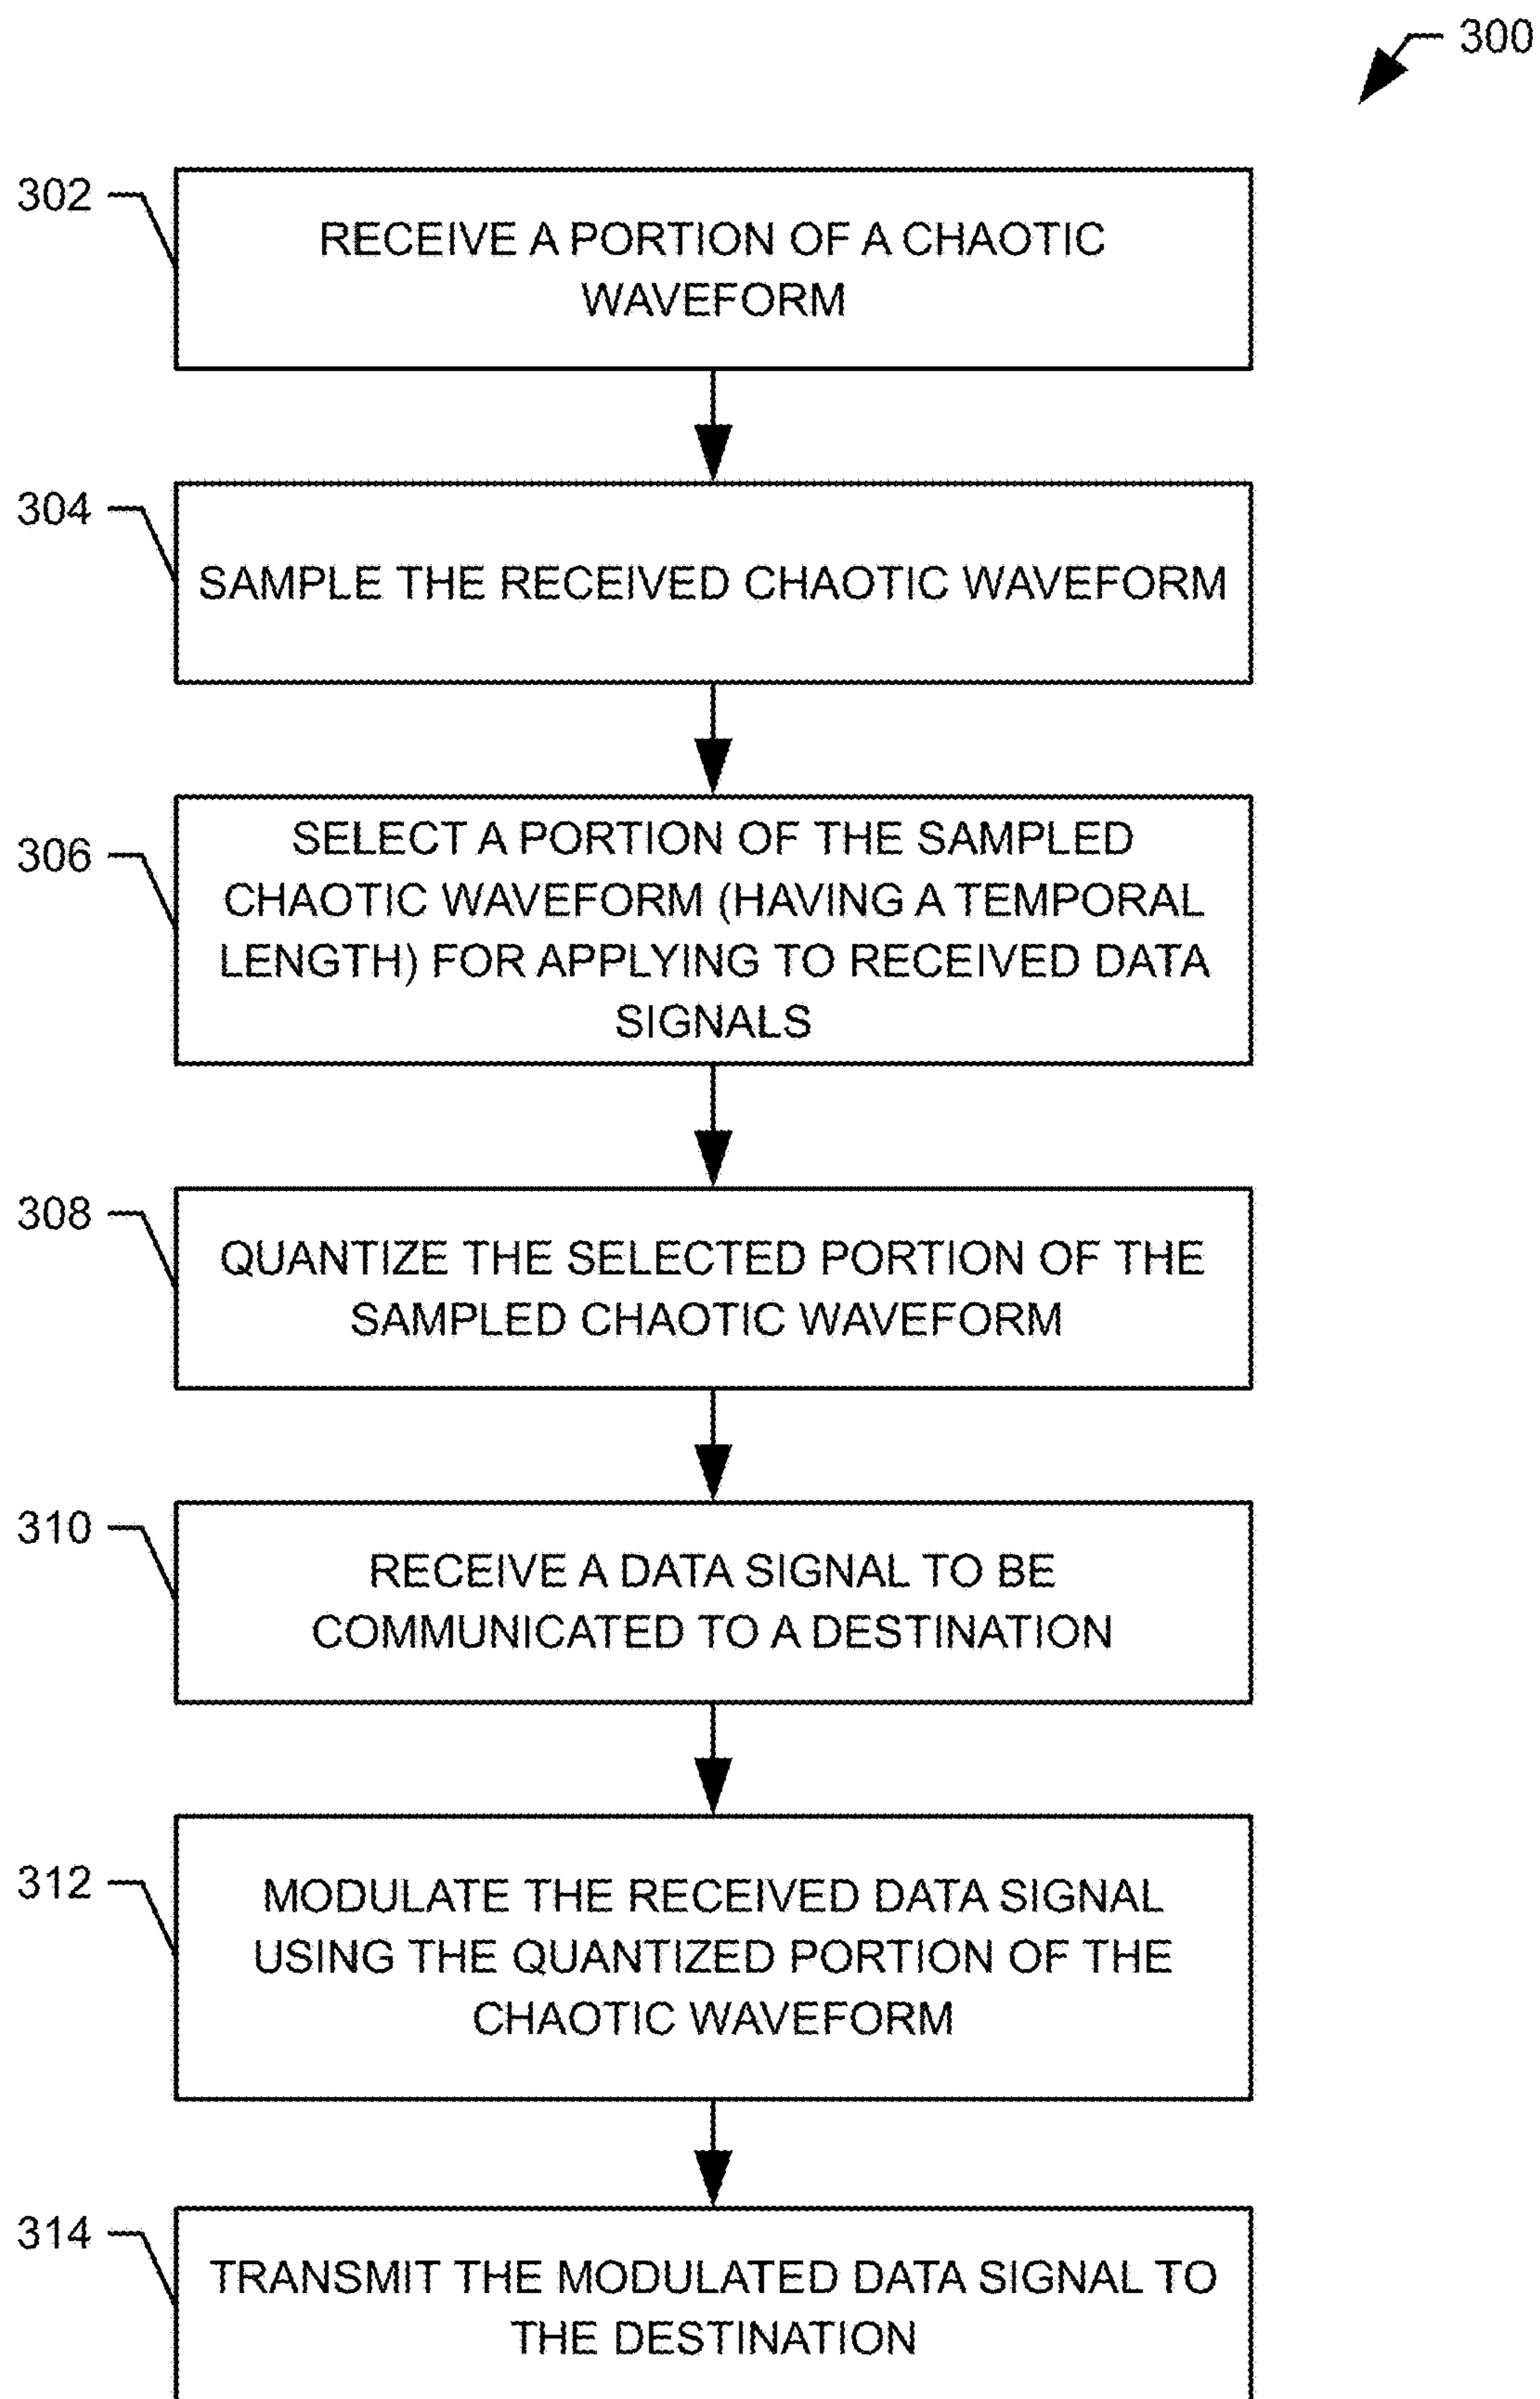 300
302
RECEIVE A PORTION OF A CHAOTIC
WAVEFORM
304
SAMPLE THE RECEIVED CHAOTIC WAVEFORM
306
SELECT A PORTION OF THE SAMPLED
CHAOTIC WAVEFORM (HAVING A TEMPORAL
LENGTH) FOR APPLYING TO RECEIVED DATA
SIGNALS
308
QUANTIZE THE SELECTED PORTION OF THE
SAMPLED CHAOTIC WAVEFORM
310
RECEIVE A DATA SIGNAL TO BE
COMMUNICATED TO A DESTINATION
312
MODULATE THE RECEIVED DATA SIGNAL
USING THE QUANTIZED PORTION OF THE
CHAOTIC WAVEFORM
314
TRANSMIT THE MODULATED DATA SIGNAL TO
THE DESTINATION